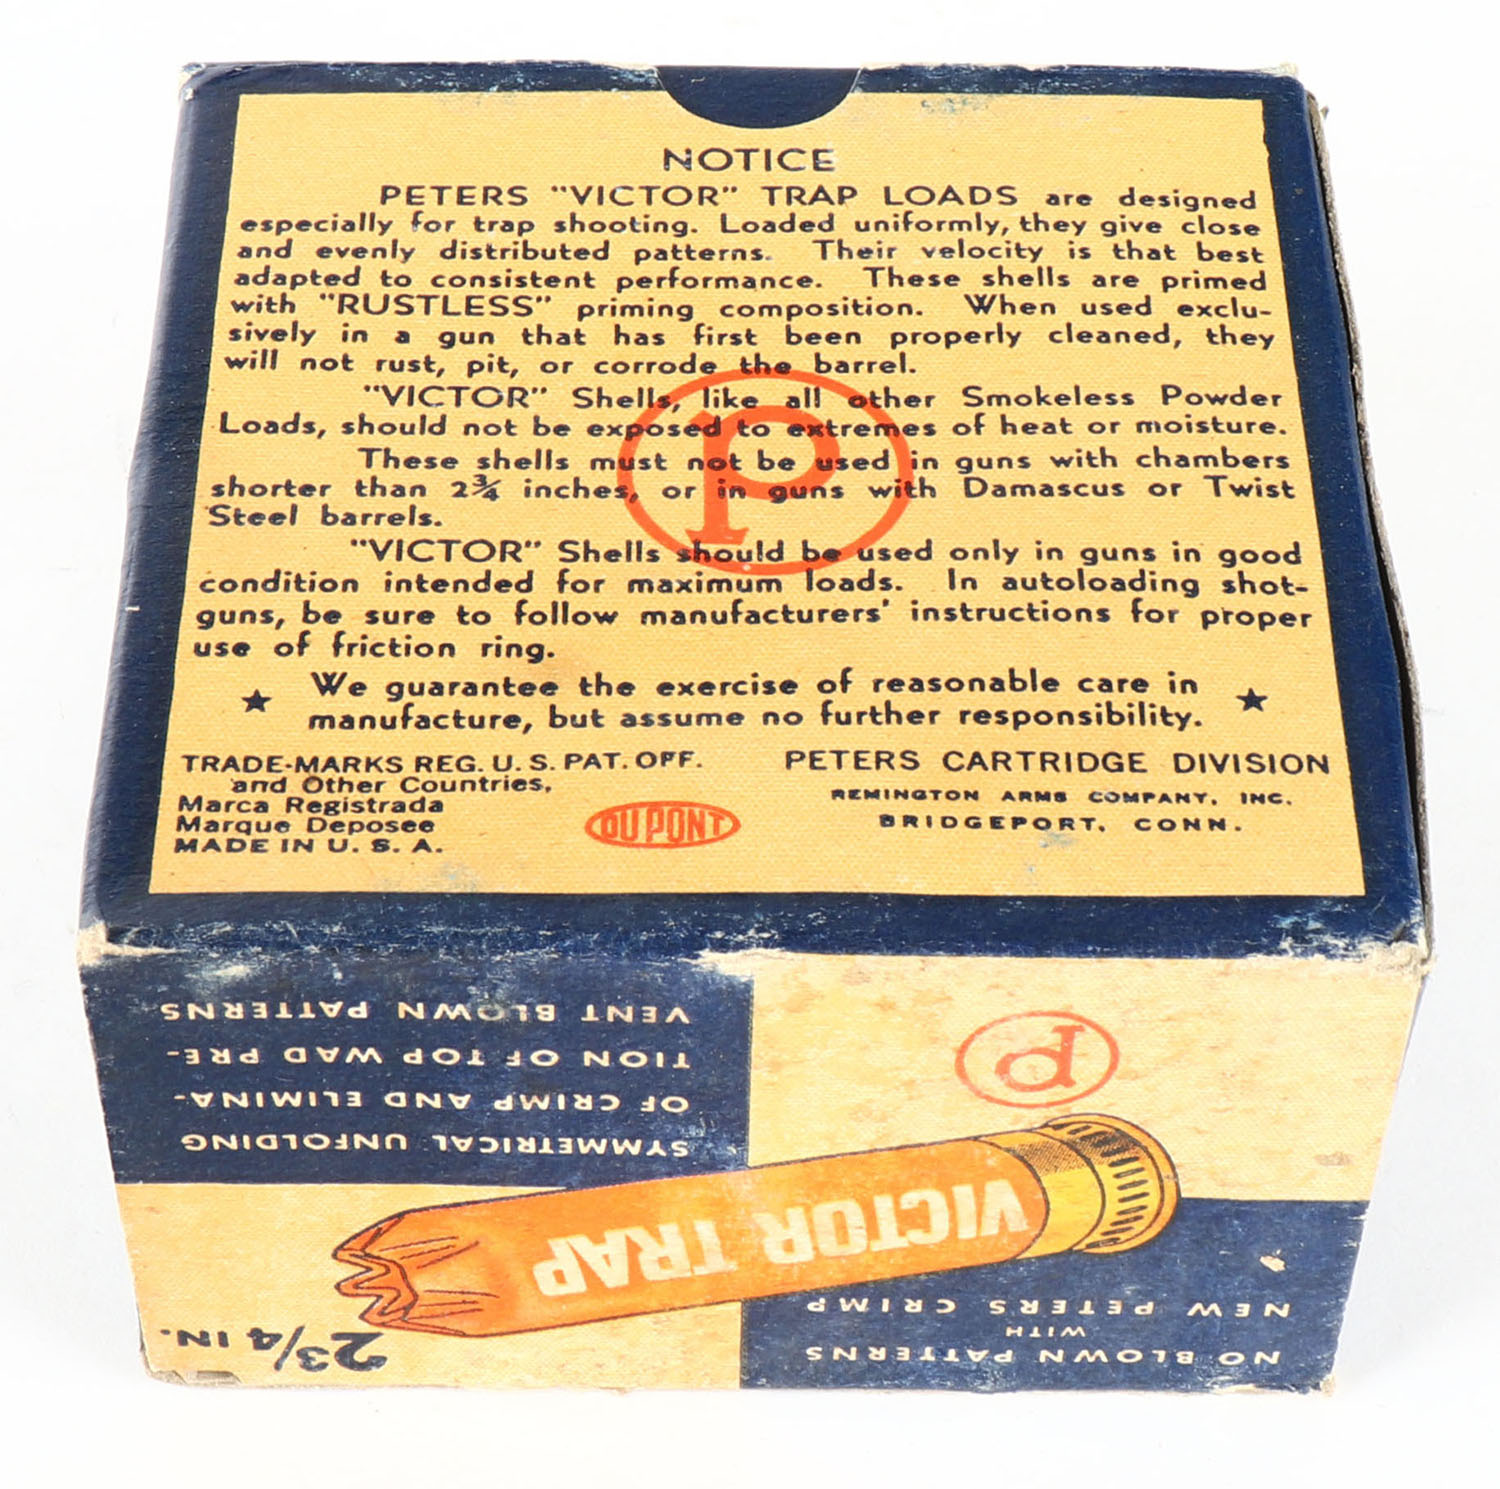 NOTICE
PETERS "VICTOR" TRAP LOADS are designed
especially for trap shooting. Loaded uniformly, they give close
and evenly distributed patterns. Their velocity is that best
adapted to consistent performance. These shells are primed
with "RUSTLESS" priming composition. When used exclu-
sively in a gun that has first been properly cleaned, they
will not rust, pit, or corrode the barrel.
"VICTOR" Shells, like all other Smokeless Powder
Loads, should not be exposed to extremes of heat or moisture.
These shells must not be used in guns with chambers
shorter than 2¾ inches, or in guns with Damascus or Twist
Steel barrels.
"VICTOR" Shells should be used only in guns in good
condition intended for maximum loads. In autoloading shot-
guns, be sure to follow manufacturers' instructions for proper
use of friction ring.
★ We guarantee the exercise of reasonable care in ★
manufacture, but assume no further responsibility.
P
TRADE-MARKS REG. U. S. PAT. OFF.
and Other Countries,
Marca Registrada
Marque Deposee
MADE IN U. S. A.
DU PONT
PETERS CARTRIDGE DIVISION
REMINGTON ARMS COMPANY, INC.
BRIDGEPORT, CONN.
NO BLOWN PATTERNS
WITH
NEW PETERS CRIMP
2 3/4 IN.
VICTOR TRAP
P
SYMMETRICAL UNFOLDING
OF CRIMP AND ELIMINA-
TION OF TOP WAD PRE-
VENT BLOWN PATTERNS